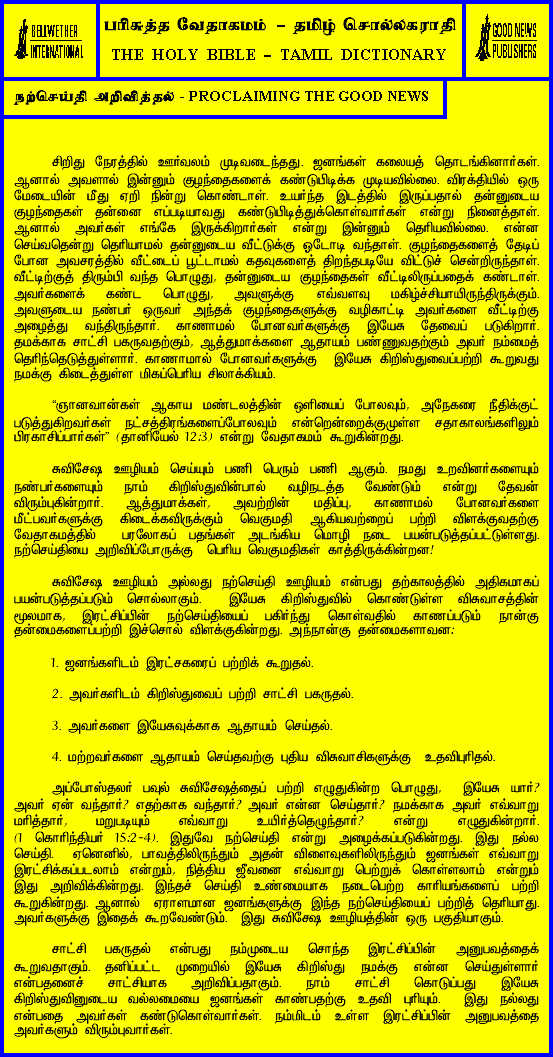 BELLWETHER
INTERNATIONAL
பரிசுத்த வேதாகமம் – தமிழ் சொல்லகராதி
THE HOLY BIBLE – TAMIL DICTIONARY
GOOD NEWS
PUBLISHERS
நற்செய்தி அறிவித்தல் - PROCLAIMING THE GOOD NEWS
சிறிது நேரத்தில் ஊர்வலம் முடிவடைந்தது. ஜனங்கள் கலையத் தொடங்கினார்கள்.
ஆனால் அவளால் இன்னும் குழந்தைகளைக் கண்டுபிடிக்க முடியவில்லை. விரக்தியில் ஒரு
மேடையின் மீது ஏறி நின்று கொண்டாள். உயர்ந்த இடத்தில் இருப்பதால் தன்னுடைய
குழந்தைகள் தன்னை எப்படியாவது கண்டுபிடித்துக்கொள்வார்கள் என்று நினைத்தாள்.
ஆனால் அவர்கள் எங்கே இருக்கிறார்கள் என்று இன்னும் தெரியவில்லை. என்ன
செய்வதென்று தெரியாமல் தன்னுடைய வீட்டுக்கு ஓடோடி வந்தாள். குழந்தைகளைத் தேடிப்
போன அவசரத்தில் வீட்டைப் பூட்டாமல் கதவுகளைத் திறந்தபடியே விட்டுச் சென்றிருந்தாள்.
வீட்டிற்குத் திரும்பி வந்த பொழுது, தன்னுடைய குழந்தைகள் வீட்டிலிருப்பதைக் கண்டாள்.
அவர்களைக் கண்ட பொழுது, அவளுக்கு எவ்வளவு மகிழ்ச்சியாயிருந்திருக்கும்.
அவளுடைய நண்பர் ஒருவர் அந்தக் குழந்தைகளுக்கு வழிகாட்டி அவர்களை வீட்டிற்கு
அழைத்து வந்திருந்தார். காணாமல் போனவர்களுக்கு இயேசு தேவைப் படுகிறார்.
தமக்காக சாட்சி பகருவதற்கும், ஆத்துமாக்களை ஆதாயம் பண்ணுவதற்கும் அவர் நம்மைத்
தெரிந்தெடுத்துள்ளார். காணாமால் போனவர்களுக்கு இயேசு கிறிஸ்துவைப்பற்றி கூறுவது
நமக்கு கிடைத்துள்ள மிகப்பெரிய சிலாக்கியம்.
“ஞானவான்கள் ஆகாய மண்டலத்தின் ஒளியைப் போலவும், அநேகரை நீதிக்குட்
படுத்துகிறவர்கள் நட்சத்திரங்களைப்போலவும் என்றென்றைக்குமுள்ள சதாகாலங்களிலும்
பிரகாசிப்பார்கள்” (தானியேல் 12:3) என்று வேதாகமம் கூறுகின்றது.
சுவிசேஷ ஊழியம் செய்யும் பணி பெரும் பணி ஆகும். நமது உறவினர்களையும்
நண்பர்களையும் நாம் கிறிஸ்துவின்பால் வழிநடத்த வேண்டும் என்று தேவன்
விரும்புகின்றார். ஆத்துமாக்கள், அவற்றின் மதிப்பு, காணாமல் போனவர்களை
மீட்பவர்களுக்கு கிடைக்கவிருக்கும் வெகுமதி ஆகியவற்றைப் பற்றி விளக்குவதற்கு
வேதாகமத்தில் பரலோகப் பதங்கள் அடங்கிய மொழி நடை பயன்படுத்தப்பட்டுள்ளது.
நற்செய்தியை அறிவிப்போருக்கு பெரிய வெகுமதிகள் காத்திருக்கின்றன!
சுவிசேஷ ஊழியம் அல்லது நற்செய்தி ஊழியம் என்பது தற்காலத்தில் அதிகமாகப்
பயன்படுத்தப்படும் சொல்லாகும். இயேசு கிறிஸ்துவில் கொண்டுள்ள விசுவாசத்தின்
மூலமாக, இரட்சிப்பின் நற்செய்தியைப் பகிர்ந்து கொள்வதில் காணப்படும் நான்கு
தன்மைகளைப்பற்றி இச்சொல் விளக்குகின்றது. அந்நான்கு தன்மைகளாவன:
1. ஜனங்களிடம் இரட்சகரைப் பற்றிக் கூறுதல்.
2. அவர்களிடம் கிறிஸ்துவைப் பற்றி சாட்சி பகருதல்.
3. அவர்களை இயேசுவுக்காக ஆதாயம் செய்தல்.
4. மற்றவர்களை ஆதாயம் செய்தவற்கு புதிய விசுவாசிகளுக்கு உதவிபுரிதல்.
அப்போஸ்தலர் பவுல் சுவிசேஷத்தைப் பற்றி எழுதுகின்ற பொழுது, இயேசு யார்?
அவர் ஏன் வந்தார்? எதற்காக வந்தார்? அவர் என்ன செய்தார்? நமக்காக அவர் எவ்வாறு
மரித்தார், மறுபடியும் எவ்வாறு உயிர்த்தெழுந்தார்? என்று எழுதுகின்றார்.
(1 கொரிந்தியர் 15:2-4). இதுவே நற்செய்தி என்று அழைக்கப்படுகின்றது. இது நல்ல
செய்தி. ஏனெனில், பாவத்திலிருந்தும் அதன் விளைவுகளிலிருந்தும் ஜனங்கள் எவ்வாறு
இரட்சிக்கப்படலாம் என்றும், நித்திய ஜீவனை எவ்வாறு பெற்றுக் கொள்ளலாம் என்றும்
இது அறிவிக்கின்றது. இந்தச் செய்தி உண்மையாக நடைபெற்ற காரியங்களைப் பற்றி
கூறுகின்றது. ஆனால் ஏராளமான ஜனங்களுக்கு இந்த நற்செய்தியைப் பற்றித் தெரியாது.
அவர்களுக்கு இதைக் கூறவேண்டும். இது சுவிசேஷ ஊழியத்தின் ஒரு பகுதியாகும்.
சாட்சி பகருதல் என்பது நம்முடைய சொந்த இரட்சிப்பின் அனுபவத்தைக்
கூறுவதாகும். தனிப்பட்ட முறையில் இயேசு கிறிஸ்து நமக்கு என்ன செய்துள்ளார்
என்பதனைச் சாட்சியாக அறிவிப்பதாகும். நாம் சாட்சி கொடுப்பது இயேசு
கிறிஸ்துவினுடைய வல்லமையை ஜனங்கள் காண்பதற்கு உதவி புரியும். இது நல்லது
என்பதை அவர்கள் கண்டுகொள்வார்கள். நம்மிடம் உள்ள இரட்சிப்பின் அனுபவத்தை
அவர்களும் விரும்புவார்கள்.